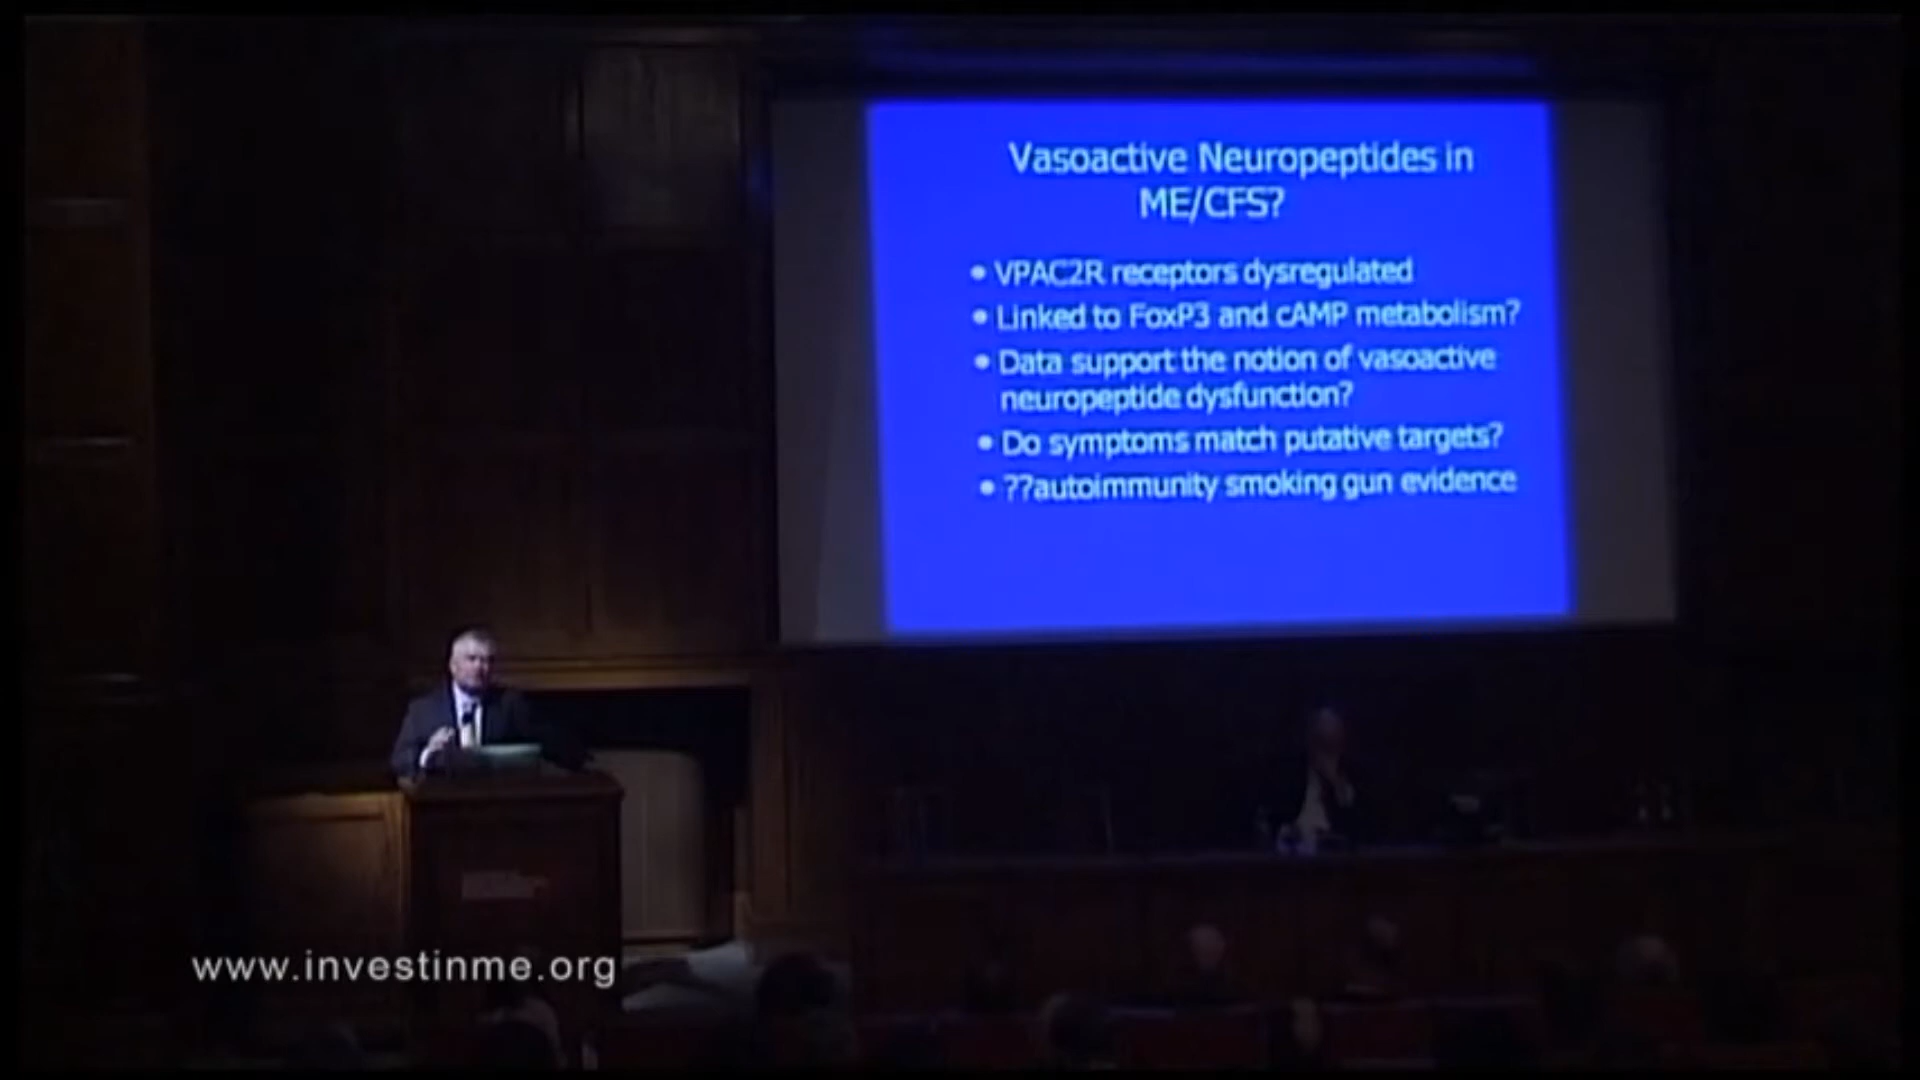 Vasoactive Neuropeptides in
ME/CFS?
• VPAC2R receptors dysregulated
• Linked to FoxP3 and cAMP metabolism?
• Data support the notion of vasoactive
neuropeptide dysfunction?
• Do symptoms match putative targets?
• ??autoimmunity smoking gun evidence
www.investinme.org